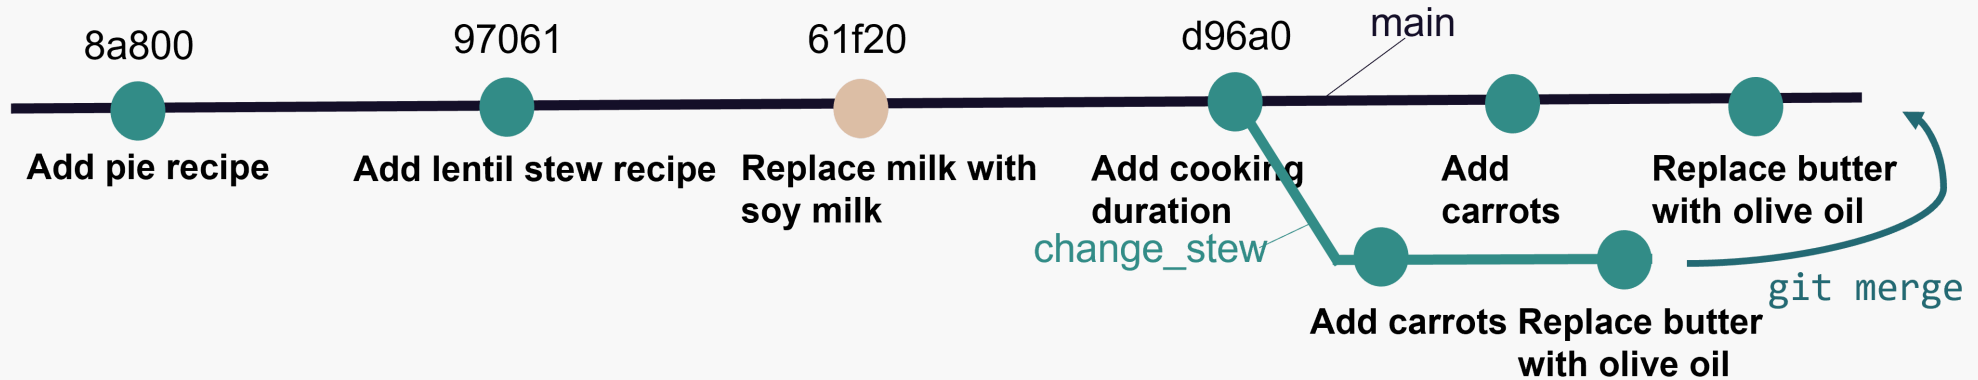 8a800
97061
61f20
d96a0
main
Add pie recipe
Add lentil stew recipe
Replace milk with
soy milk
Add cooking
duration
Add
carrots
Replace butter
with olive oil
change_stew
git merge
Add carrots
Replace butter
with olive oil